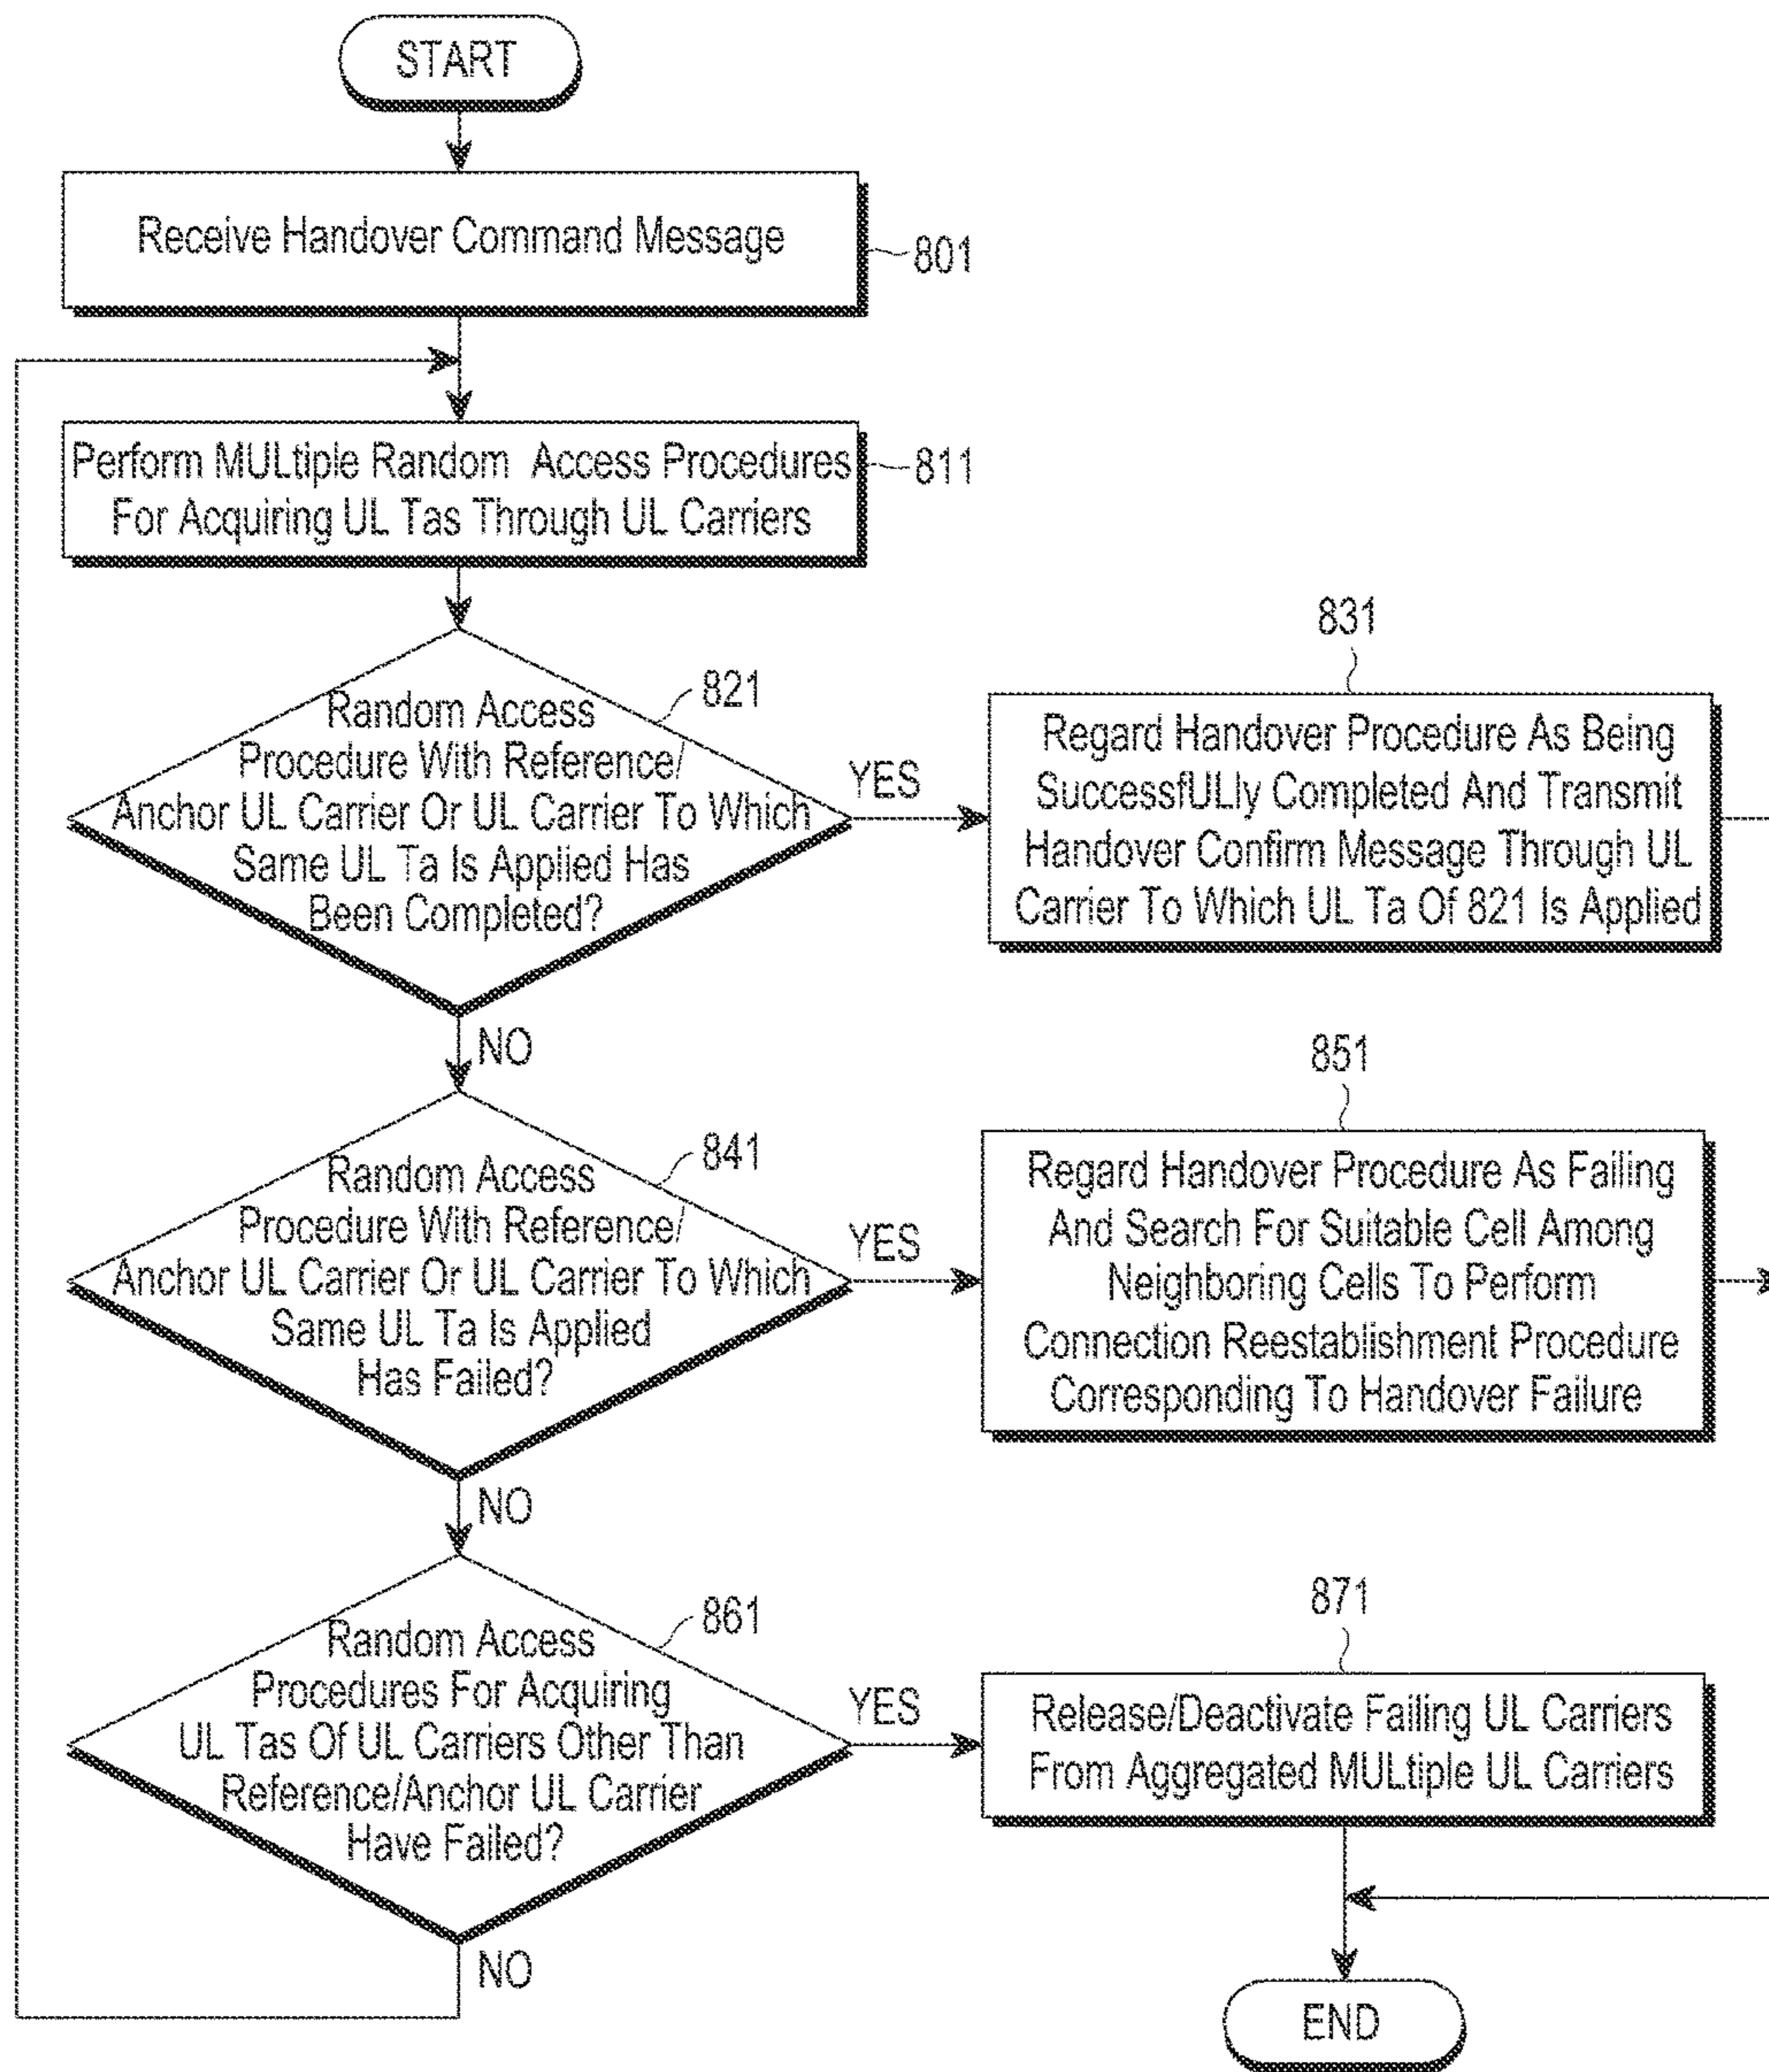 START
Receive Handover Command Message
801
Perform MULtiple Random Access Procedures
For Acquiring UL Tas Through UL Carriers
811
Random Access
Procedure With Reference/
Anchor UL Carrier Or UL Carrier To Which
Same UL Ta Is Applied Has
Been Completed?
821
YES
NO
831
Regard Handover Procedure As Being
SuccessfULly Completed And Transmit
Handover Confirm Message Through UL
Carrier To Which UL Ta Of 821 Is Applied
Random Access
Procedure With Reference/
Anchor UL Carrier Or UL Carrier To Which
Same UL Ta Is Applied
Has Failed?
841
YES
NO
851
Regard Handover Procedure As Failing
And Search For Suitable Cell Among
Neighboring Cells To Perform
Connection Reestablishment Procedure
Corresponding To Handover Failure
Random Access
Procedures For Acquiring
UL Tas Of UL Carriers Other Than
Reference/Anchor UL Carrier
Have Failed?
861
YES
NO
871
Release/Deactivate Failing UL Carriers
From Aggregated MULtiple UL Carriers
END